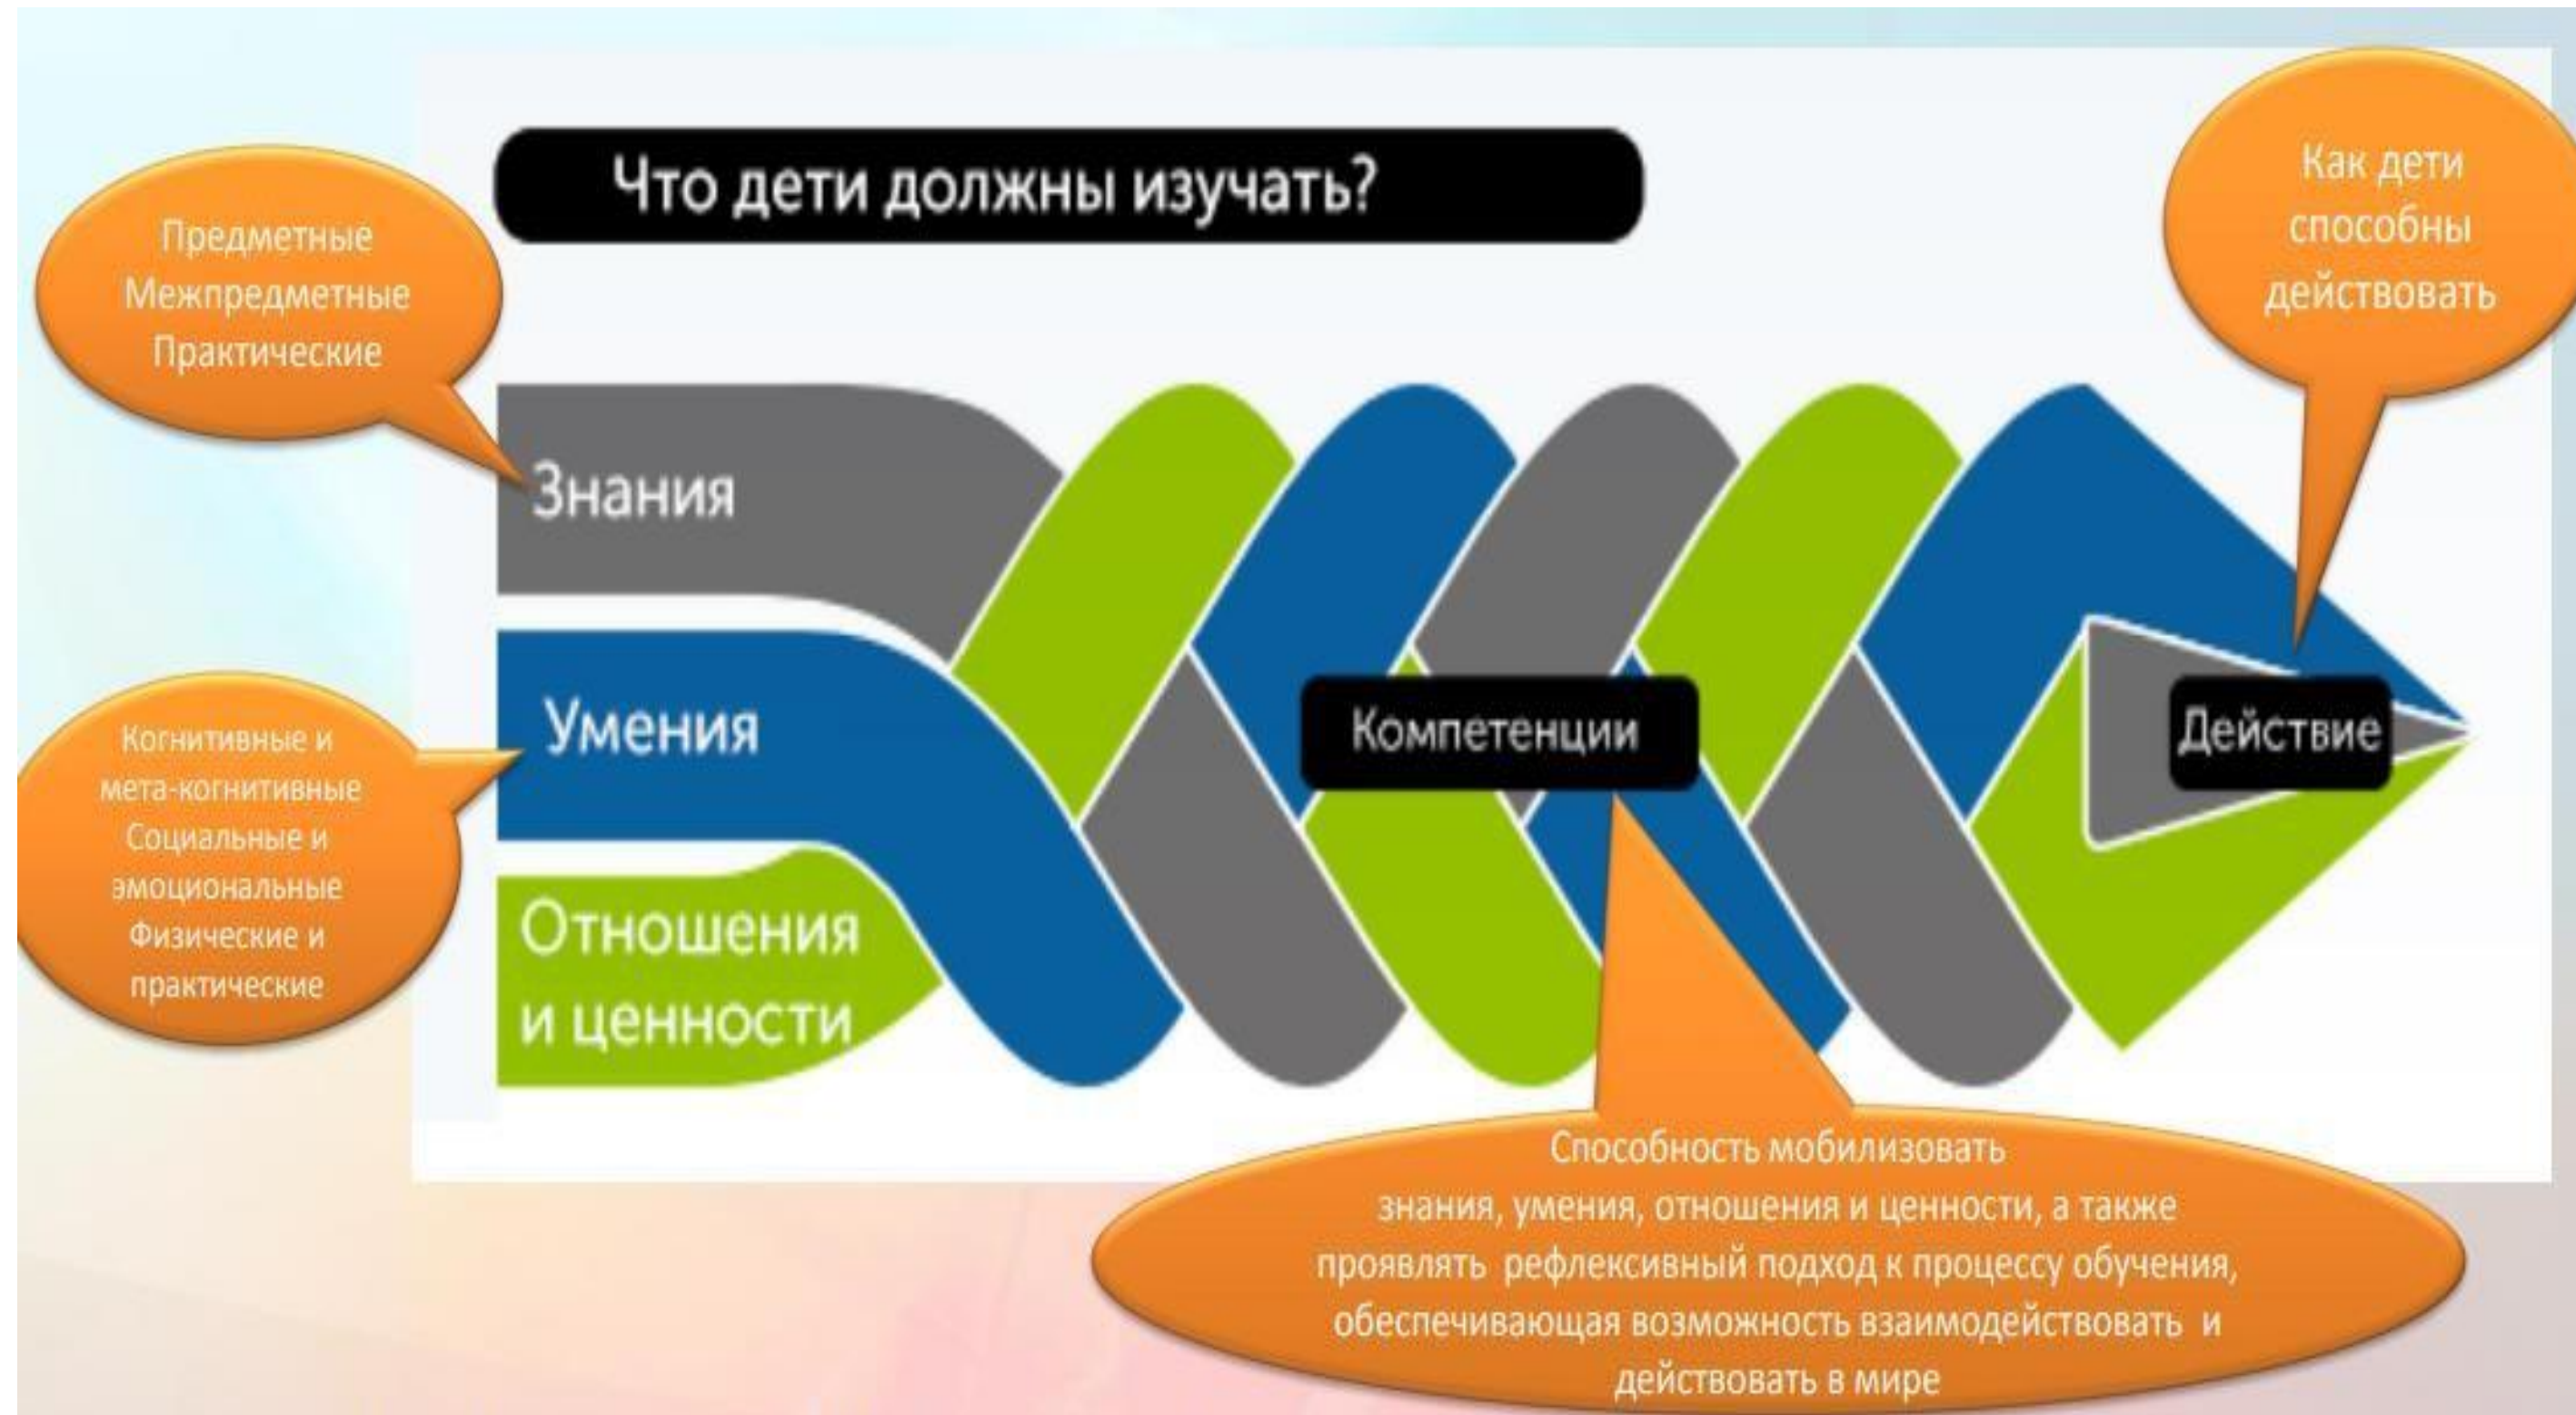 Что дети должны изучать?
Предметные
Межпредметные
Практические
Как дети
способны
действовать
Знания
Умения
Отношения
и ценности
Когнитивные и
мета-когнитивные
Социальные и
эмоциональные
Физические и
практические
Компетенции
Действие
Способность мобилизовать
знания, умения, отношения и ценности, а также
проявлять рефлексивный подход к процессу обучения,
обеспечивающая возможность взаимодействовать и
действовать в мире